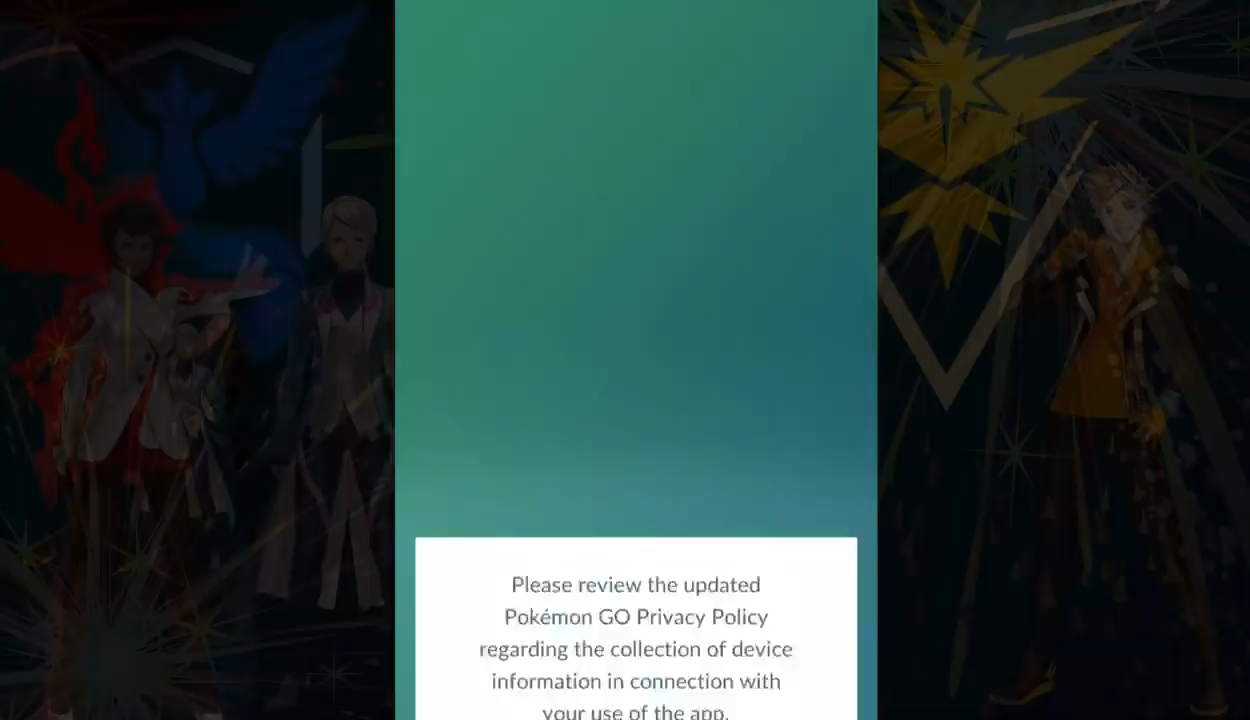 Please review the updated
Pokémon GO Privacy Policy
regarding the collection of device
information in connection with
your use of the app.